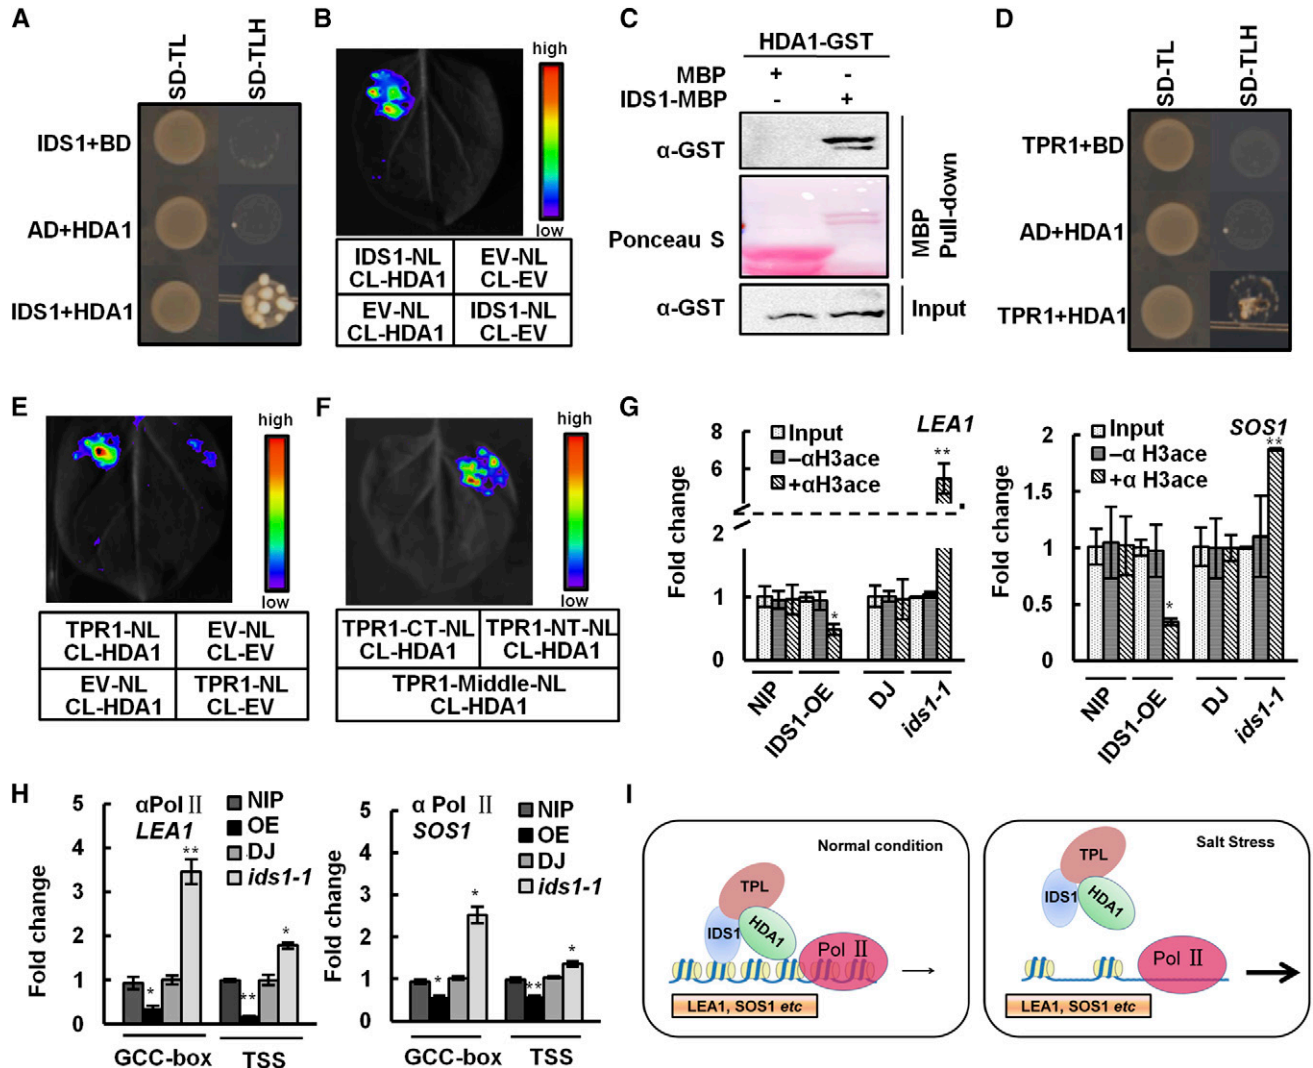 A
SD-TL
SD-TLH
IDS1+BD
AD+HDA1
IDS1+HDA1
B
high
low
IDS1-NL
CL-HDA1
EV-NL
CL-EV
EV-NL
CL-HDA1
IDS1-NL
CL-EV
C
HDA1-GST
MBP + -
IDS1-MBP - +
α-GST
Ponceau S
α-GST
MBP
Pull-down
Input
D
SD-TL
SD-TLH
TPR1+BD
AD+HDA1
TPR1+HDA1
E
high
low
TPR1-NL
CL-HDA1
EV-NL
CL-EV
EV-NL
CL-HDA1
TPR1-NL
CL-EV
F
high
low
TPR1-CT-NL
CL-HDA1
TPR1-NT-NL
CL-HDA1
TPR1-Middle-NL
CL-HDA1
G
Fold change
8
6
2
1
0
Input
–αH3ace
+αH3ace
LEA1
**
*
NIP
IDS1-OE
DJ
ids1-1
Fold change
2
1.5
1
0.5
0
Input
–α H3ace
+α H3ace
SOS1
**
*
NIP
IDS1-OE
DJ
ids1-1
H
Fold change
5
4
3
2
1
0
αPol II
LEA1
NIP
OE
DJ
ids1-1
*
**
**
*
GCC-box
TSS
Fold change
5
4
3
2
1
0
α Pol II
SOS1
NIP
OE
DJ
ids1-1
*
*
**
*
GCC-box
TSS
I
Normal condition
TPL
IDS1
HDA1
Pol II
LEA1, SOS1 etc
Salt Stress
TPL
IDS1
HDA1
Pol II
LEA1, SOS1 etc